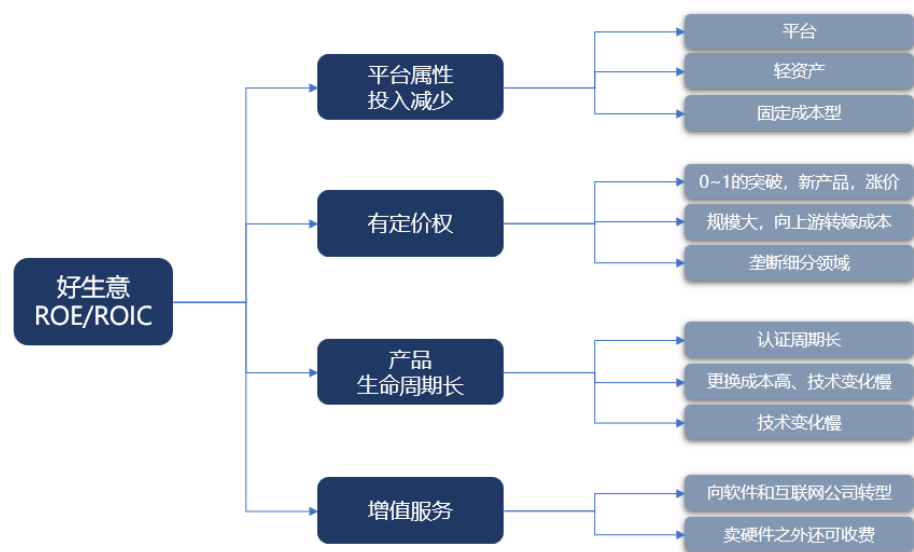 好生意
ROE/ROIC
平台属性
投入减少
平台
轻资产
固定成本型
有定价权
0~1的突破，新产品，涨价
规模大，向上游转嫁成本
垄断细分领域
产品
生命周期长
认证周期长
更换成本高、技术变化慢
技术变化慢
增值服务
向软件和互联网公司转型
卖硬件之外还可收费